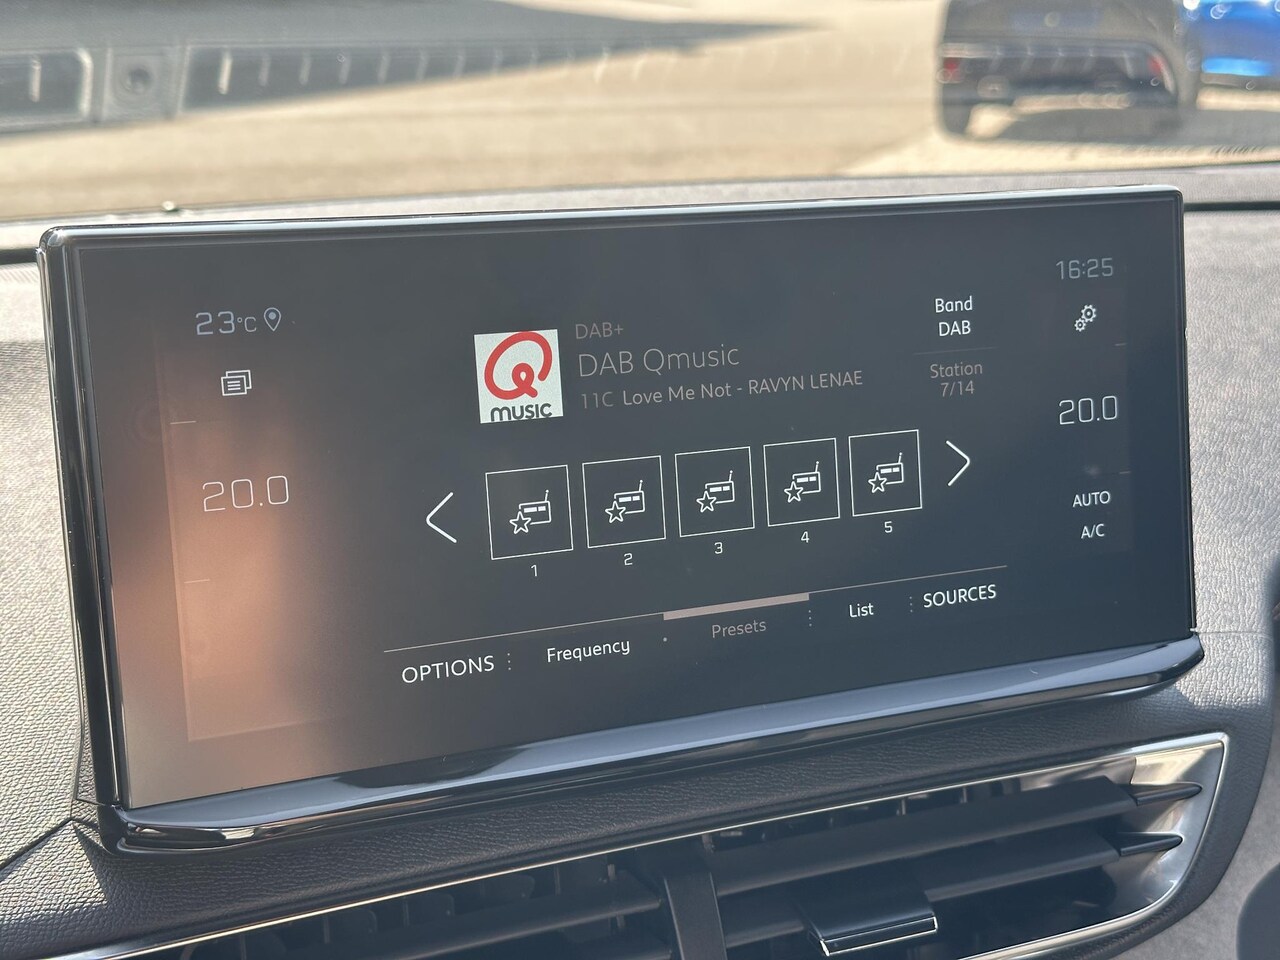 16:25
23°C
Band
DAB
DAB+
DAB Qmusic
11C Love Me Not - RAVYN LENAE
MUSIC
Station
7/14
20.0
20.0
AUTO
A/C
1
2
3
4
5
OPTIONS
Frequency
Presets
List
SOURCES